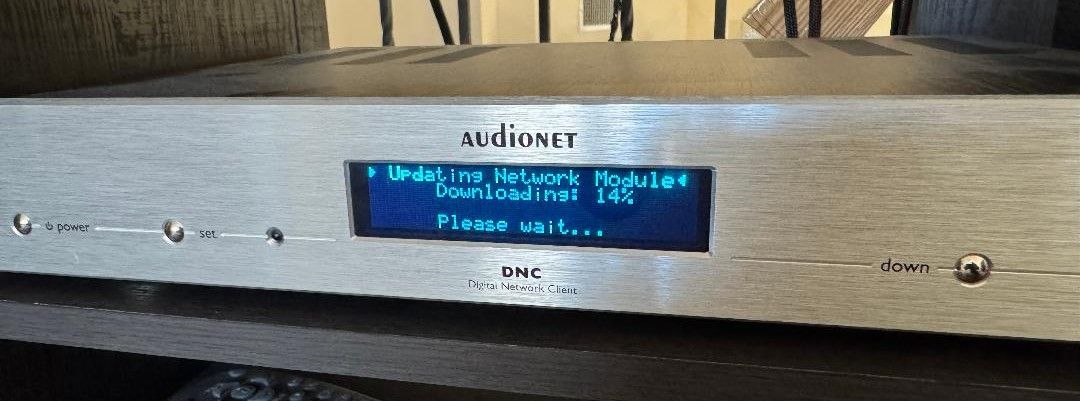 AUDIONET
Updating Network Module
Downloading: 14%
Please wait...
power
set
down
DNC
Digital Network Client